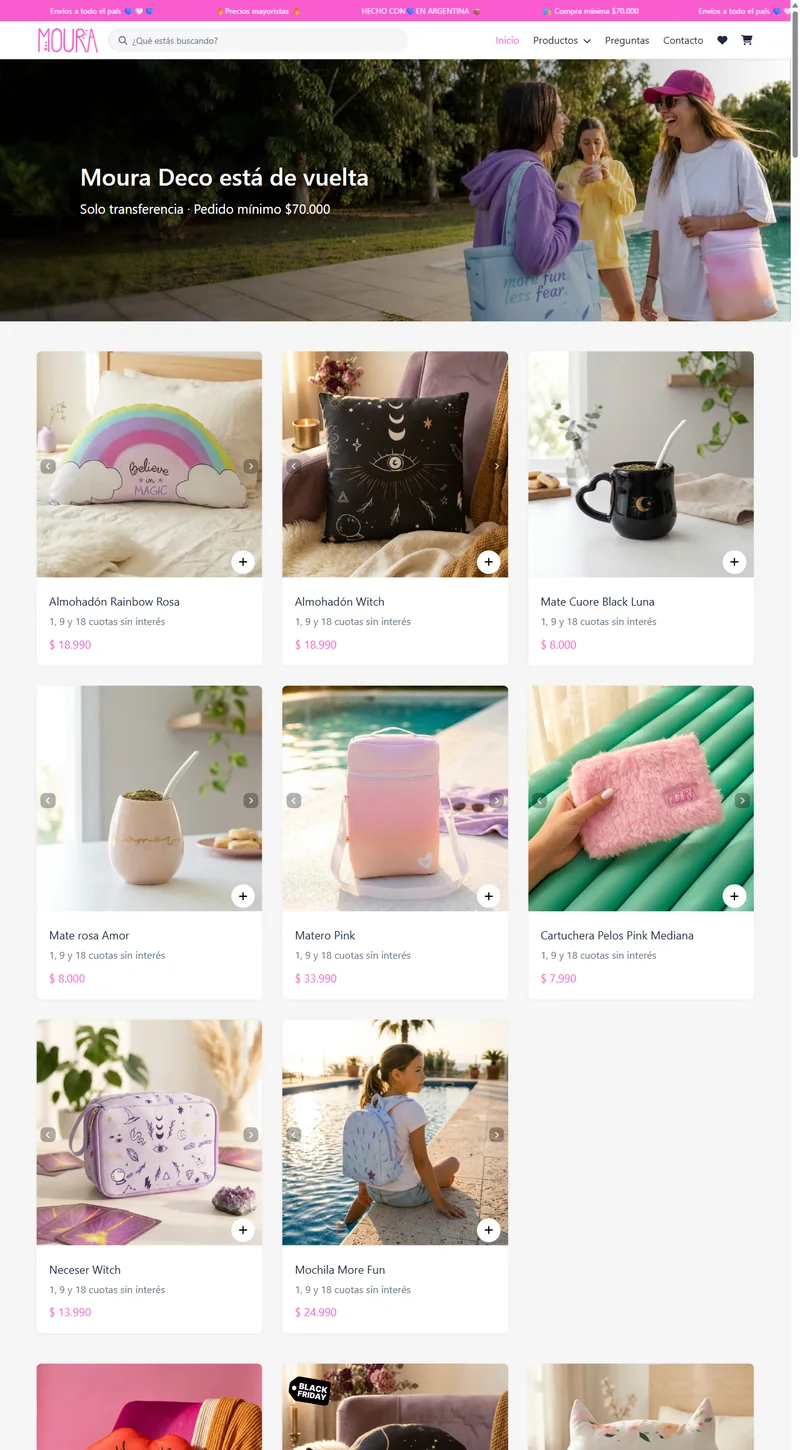 Envíos a todo el país 💙 🤍 💙
🔥Precios mayoristas 🔥
HECHO CON💙EN ARGENTINA
🛍️ Compra mínima $70.000
Envíos a todo el país 💙 🤍
MOURA
¿Qué estás buscando?
Inicio
Productos
Preguntas
Contacto
Moura Deco está de vuelta
Solo transferencia · Pedido mínimo $70.000
more fun
less fear.
Believe
in
MAGIC
Almohadón Rainbow Rosa
1, 9 y 18 cuotas sin interés
$ 18.990
Almohadón Witch
1, 9 y 18 cuotas sin interés
$ 18.990
Mate Cuore Black Luna
1, 9 y 18 cuotas sin interés
$ 8.000
amor
MOURA
Mate rosa Amor
1, 9 y 18 cuotas sin interés
$ 8.000
Matero Pink
1, 9 y 18 cuotas sin interés
$ 33.990
Cartuchera Pelos Pink Mediana
1, 9 y 18 cuotas sin interés
$ 7.990
Neceser Witch
1, 9 y 18 cuotas sin interés
$ 13.990
Mochila More Fun
1, 9 y 18 cuotas sin interés
$ 24.990
BLACK
FRIDAY